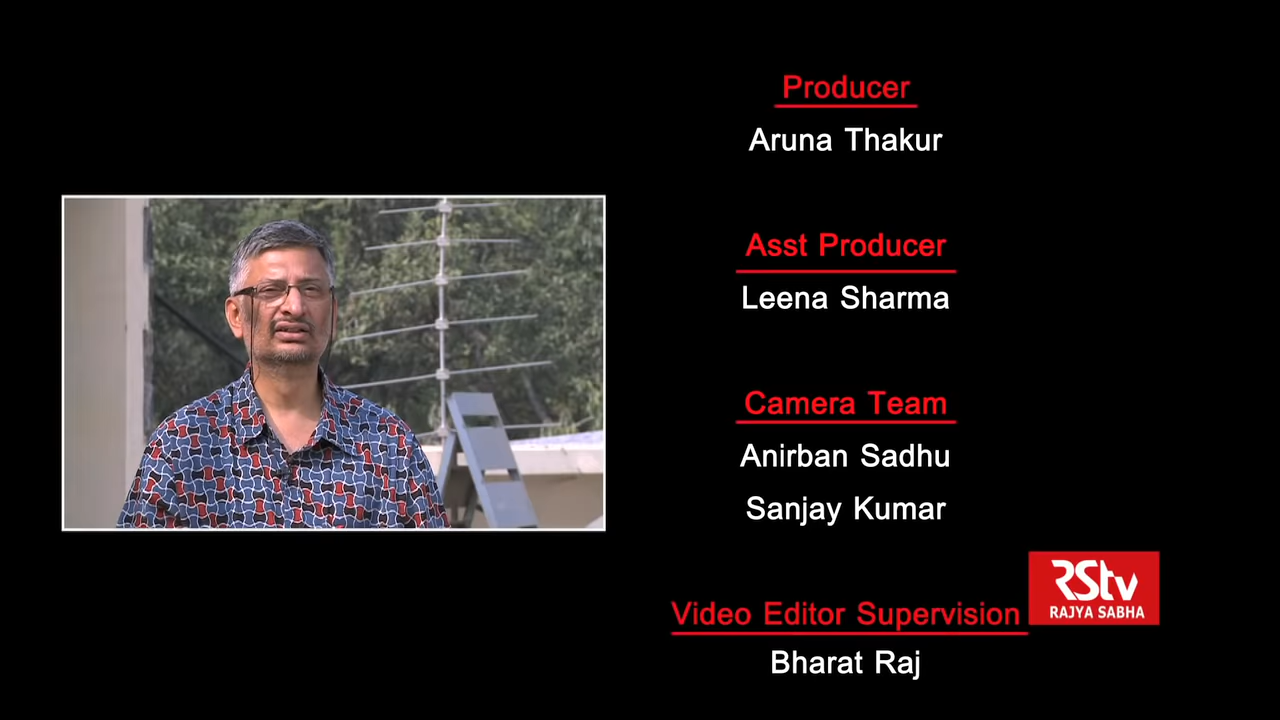 Producer
Aruna Thakur
Asst Producer
Leena Sharma
Camera Team
Anirban Sadhu
Sanjay Kumar
RStv
RAJYA SABHA
Video Editor Supervision
Bharat Raj